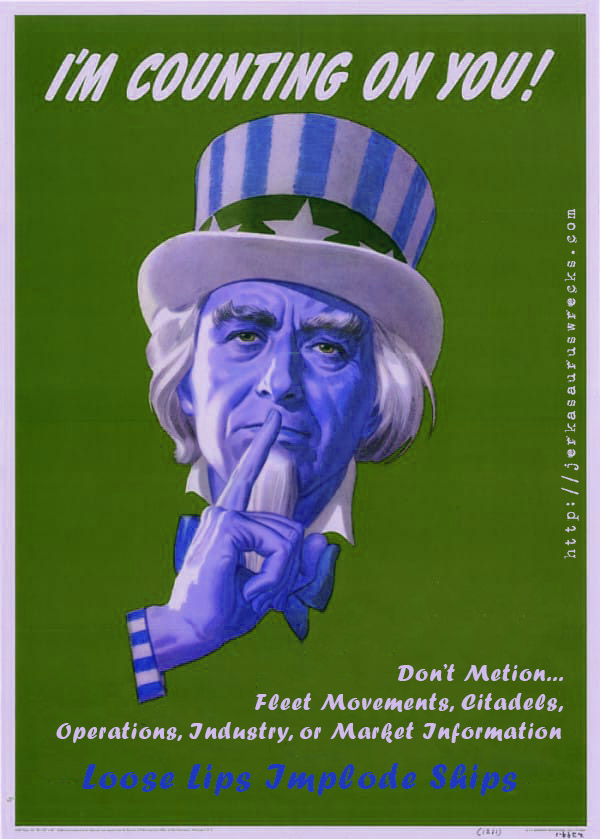 I'M COUNTING ON YOU!
http://jerkasauruswrecks.com
Don't Metion...
Fleet Movements, Citadels,
Operations, Industry, or Market Information
Loose Lips Implode Ships